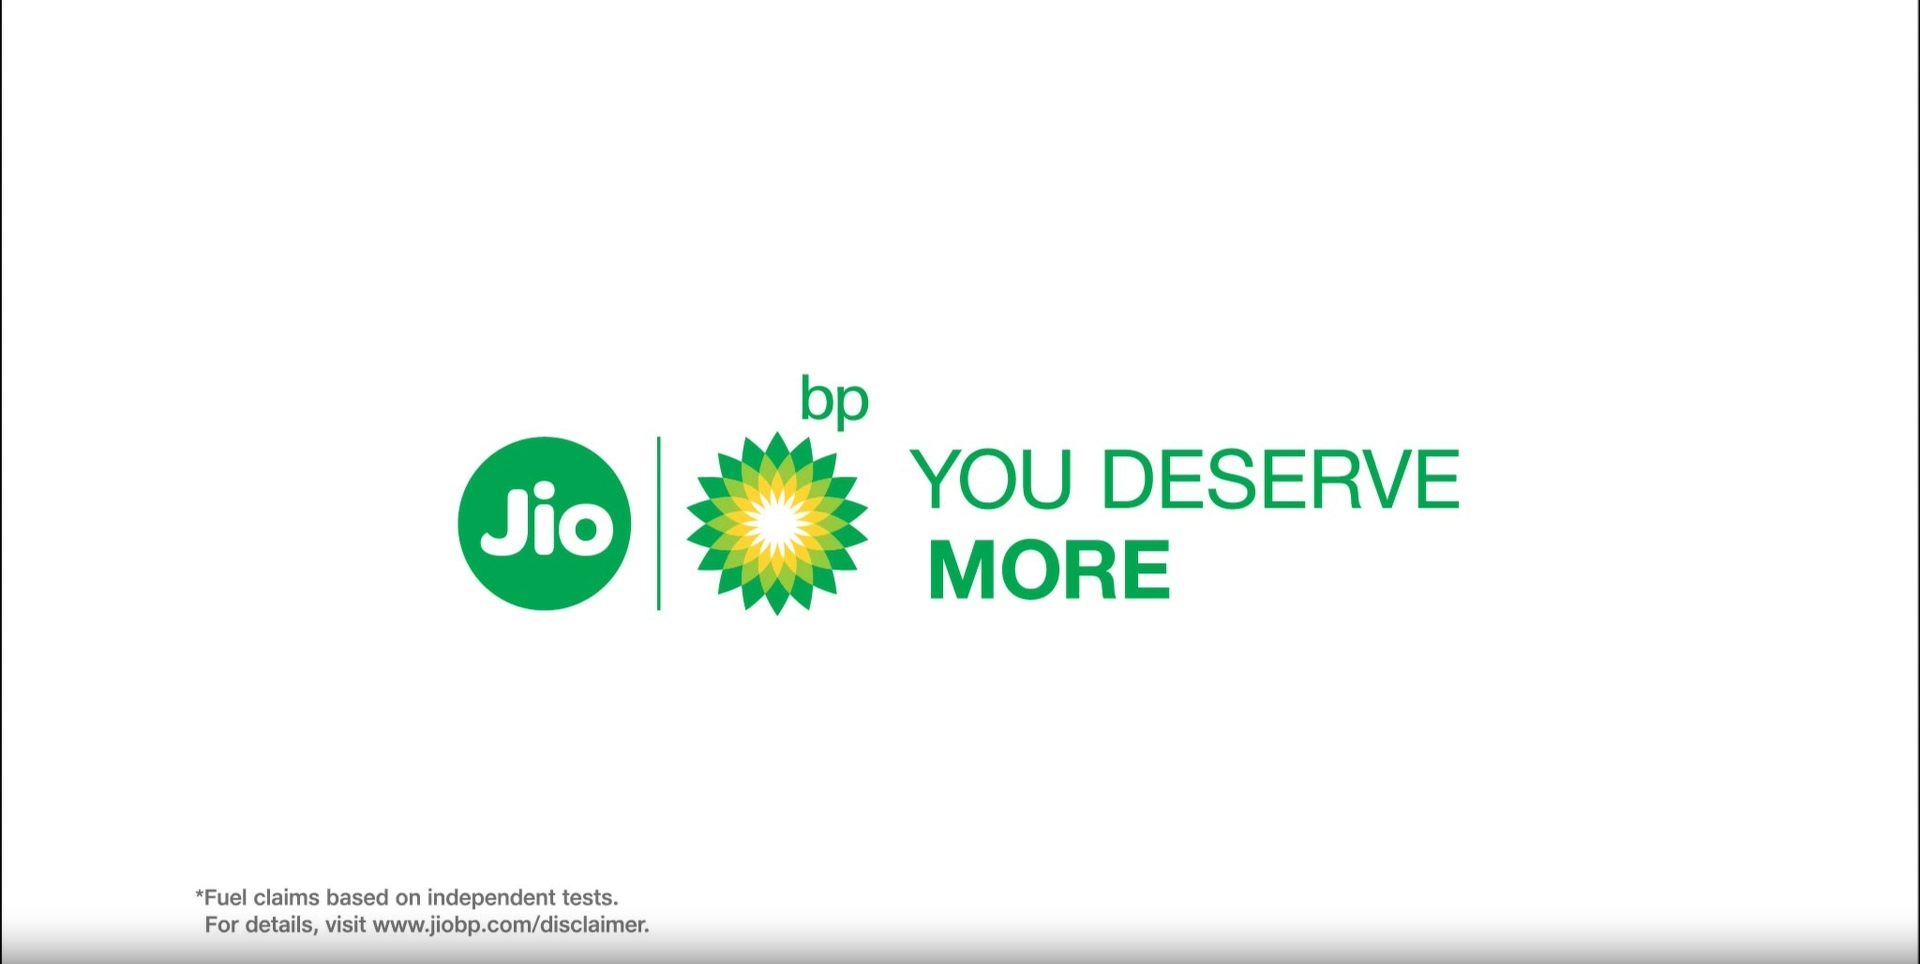 bp
Jio
YOU DESERVE
MORE
*Fuel claims based on independent tests.
For details, visit www.jiobp.com/disclaimer.